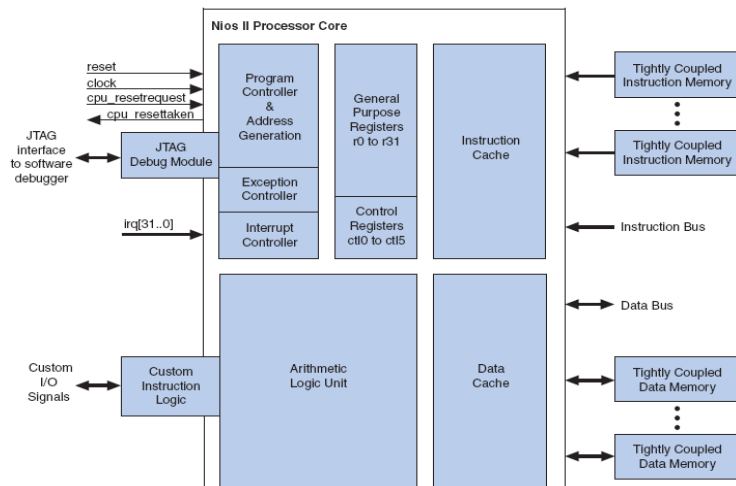 Nios II Processor Core
reset
clock
cpu_resetrequest
cpu_resettaken
JTAG
interface
to software
debugger
JTAG
Debug Module
irq[31..0]
Program
Controller
&
Address
Generation
Exception
Controller
Interrupt
Controller
General
Purpose
Registers
r0 to r31
Control
Registers
ctl0 to ctl5
Instruction
Cache
Tightly Coupled
Instruction Memory
Tightly Coupled
Instruction Memory
Instruction Bus
Data Bus
Custom
I/O
Signals
Custom
Instruction
Logic
Arithmetic
Logic Unit
Data
Cache
Tightly Coupled
Data Memory
Tightly Coupled
Data Memory